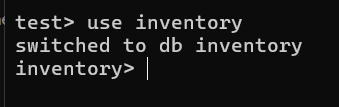 test> use inventory
switched to db inventory
inventory>